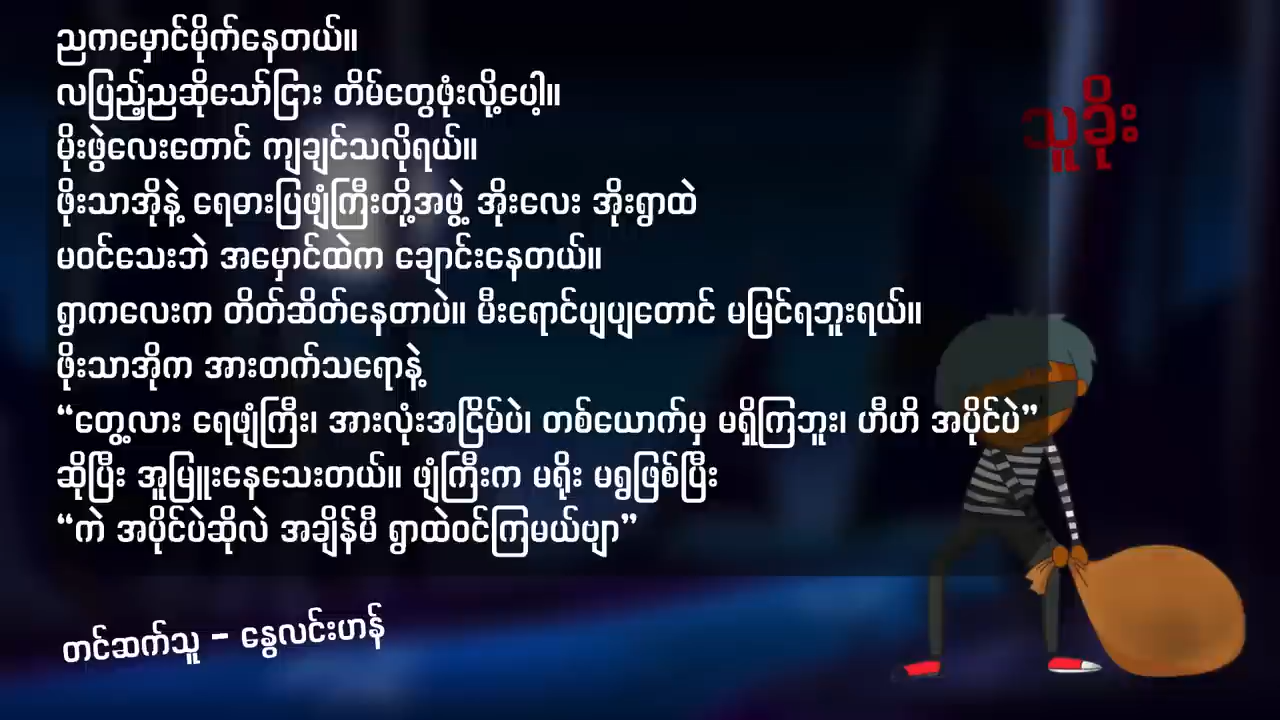 ညကမှောင်မိုက်နေတယ်။
လပြည့်ညဆိုသော်ငြား တိမ်တွေဖုံးလို့ပေါ့။
မိုးဖွဲလေးတောင် ကျချင်သလိုရယ်။
ဖိုးသာအိုနဲ့ ရေဓားပြဖျံကြီးတို့အဖွဲ့ အိုးလေး အိုးရွာထဲ
မဝင်သေးဘဲ အမှောင်ထဲက ချောင်းနေတယ်။
ရွာကလေးက တိတ်ဆိတ်နေတာပဲ။ မီးရောင်ပျပျတောင် မမြင်ရဘူးရယ်။
ဖိုးသာအိုက အားတက်သရောနဲ့
“တွေ့လား ရေဖျံကြီး၊ အားလုံးအငြိမ်ပဲ၊ တစ်ယောက်မှ မရှိကြဘူး၊ ဟီဟိ အပိုင်ပဲ”
ဆိုပြီး အူမြူးနေသေးတယ်။ ဖျံကြီးက မရိုး မရွဖြစ်ပြီး
“ကဲ အပိုင်ပဲဆိုလဲ အချိန်မီ ရွာထဲဝင်ကြမယ်ဗျာ”
သူခိုး
တင်ဆက်သူ - နွေလင်းဟန်